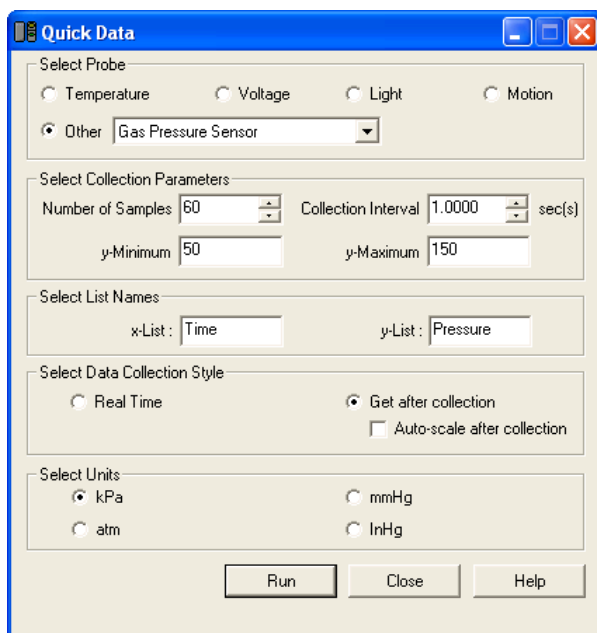 Quick Data
Select Probe
Temperature Voltage Light Motion
Other Gas Pressure Sensor
Select Collection Parameters
Number of Samples 60 Collection Interval 1.0000 sec(s)
y-Minimum 50 y-Maximum 150
Select List Names
x-List : Time y-List : Pressure
Select Data Collection Style
Real Time Get after collection
Auto-scale after collection
Select Units
kPa mmHg
atm InHg
Run Close Help